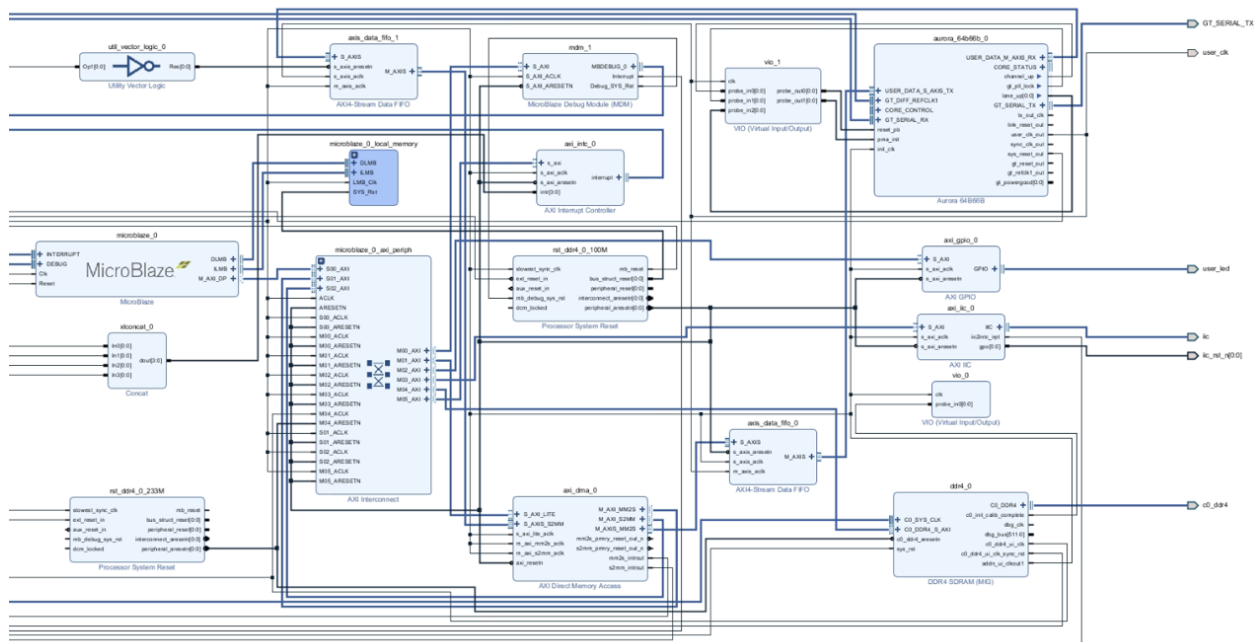 util_vector_logic_0
Op1[0:0]
Res[0:0]
Utility Vector Logic
axis_data_fifo_1
S_AXIS
s_axis_aresetn
s_axis_aclk
m_axis_aclk
M_AXIS
AXI4-Stream Data FIFO
mdm_1
S_AXI
S_AXI_ACLK
S_AXI_ARESETN
MBDEBUG_0
Interrupt
Debug_SYS_Rst
MicroBlaze Debug Module (MDM)
vio_1
clk
probe_in0[0:0]
probe_in1[0:0]
probe_in2[0:0]
probe_out0[0:0]
probe_out1[0:0]
VIO (Virtual Input/Output)
aurora_64b66b_0
USER_DATA_S_AXIS_TX
GT_DIFF_REFCLK1
CORE_CONTROL
GT_SERIAL_RX
reset_pb
pma_init
init_clk
USER_DATA_M_AXIS_RX
CORE_STATUS
channel_up
gt_pll_lock
lane_up[0:0]
GT_SERIAL_TX
tx_out_clk
link_reset_out
user_clk_out
sync_clk_out
sys_reset_out
gt_reset_out
gt_refclk1_out
gt_powergood[0:0]
Aurora 64B66B
GT_SERIAL_TX
user_clk
microblaze_0_local_memory
DLMB
ILMB
LMB_Clk
SYS_Rst
axi_intc_0
s_axi
s_axi_aclk
s_axi_aresetn
intr[0:0]
interrupt
AXI Interrupt Controller
microblaze_0
INTERRUPT
DEBUG
Clk
Reset
MicroBlaze
DLMB
ILMB
M_AXI_DP
MicroBlaze
microblaze_0_axi_periph
S00_AXI
S01_AXI
S02_AXI
ACLK
ARESETN
S00_ACLK
S00_ARESETN
M00_ACLK
M00_ARESETN
M01_ACLK
M01_ARESETN
M02_ACLK
M02_ARESETN
M03_ACLK
M03_ARESETN
M04_ACLK
M04_ARESETN
S01_ACLK
S01_ARESETN
S02_ACLK
S02_ARESETN
M05_ACLK
M05_ARESETN
M00_AXI
M01_AXI
M02_AXI
M03_AXI
M04_AXI
M05_AXI
AXI Interconnect
rst_ddr4_0_100M
slowest_sync_clk
ext_reset_in
aux_reset_in
mb_debug_sys_rst
dcm_locked
mb_reset
bus_struct_reset[0:0]
peripheral_reset[0:0]
interconnect_aresetn[0:0]
peripheral_aresetn[0:0]
Processor System Reset
axi_gpio_0
S_AXI
s_axi_aclk
s_axi_aresetn
GPIO
AXI GPIO
user_led
axi_iic_0
S_AXI
s_axi_aclk
s_axi_aresetn
IIC
iic2intc_irpt
gpo[0:0]
AXI IIC
iic
iic_rst_n[0:0]
xlconcat_0
In0[0:0]
In1[0:0]
In2[0:0]
In3[0:0]
dout[3:0]
Concat
vio_0
clk
probe_in0[0:0]
VIO (Virtual Input/Output)
axis_data_fifo_0
S_AXIS
s_axis_aresetn
s_axis_aclk
m_axis_aclk
M_AXIS
AXI4-Stream Data FIFO
rst_ddr4_0_233M
slowest_sync_clk
ext_reset_in
aux_reset_in
mb_debug_sys_rst
dcm_locked
mb_reset
bus_struct_reset[0:0]
peripheral_reset[0:0]
interconnect_aresetn[0:0]
peripheral_aresetn[0:0]
Processor System Reset
axi_dma_0
S_AXI_LITE
S_AXIS_S2MM
s_axi_lite_aclk
m_axi_mm2s_aclk
m_axi_s2mm_aclk
axi_resetn
M_AXI_MM2S
M_AXI_S2MM
M_AXIS_MM2S
mm2s_prmry_reset_out_n
s2mm_prmry_reset_out_n
mm2s_introut
s2mm_introut
AXI Direct Memory Access
ddr4_0
C0_SYS_CLK
C0_DDR4_S_AXI
c0_ddr4_aresetn
sys_rst
C0_DDR4
c0_init_calib_complete
dbg_clk
dbg_bus[511:0]
c0_ddr4_ui_clk
c0_ddr4_ui_clk_sync_rst
addn_ui_clkout1
DDR4 SDRAM (MIG)
c0_ddr4